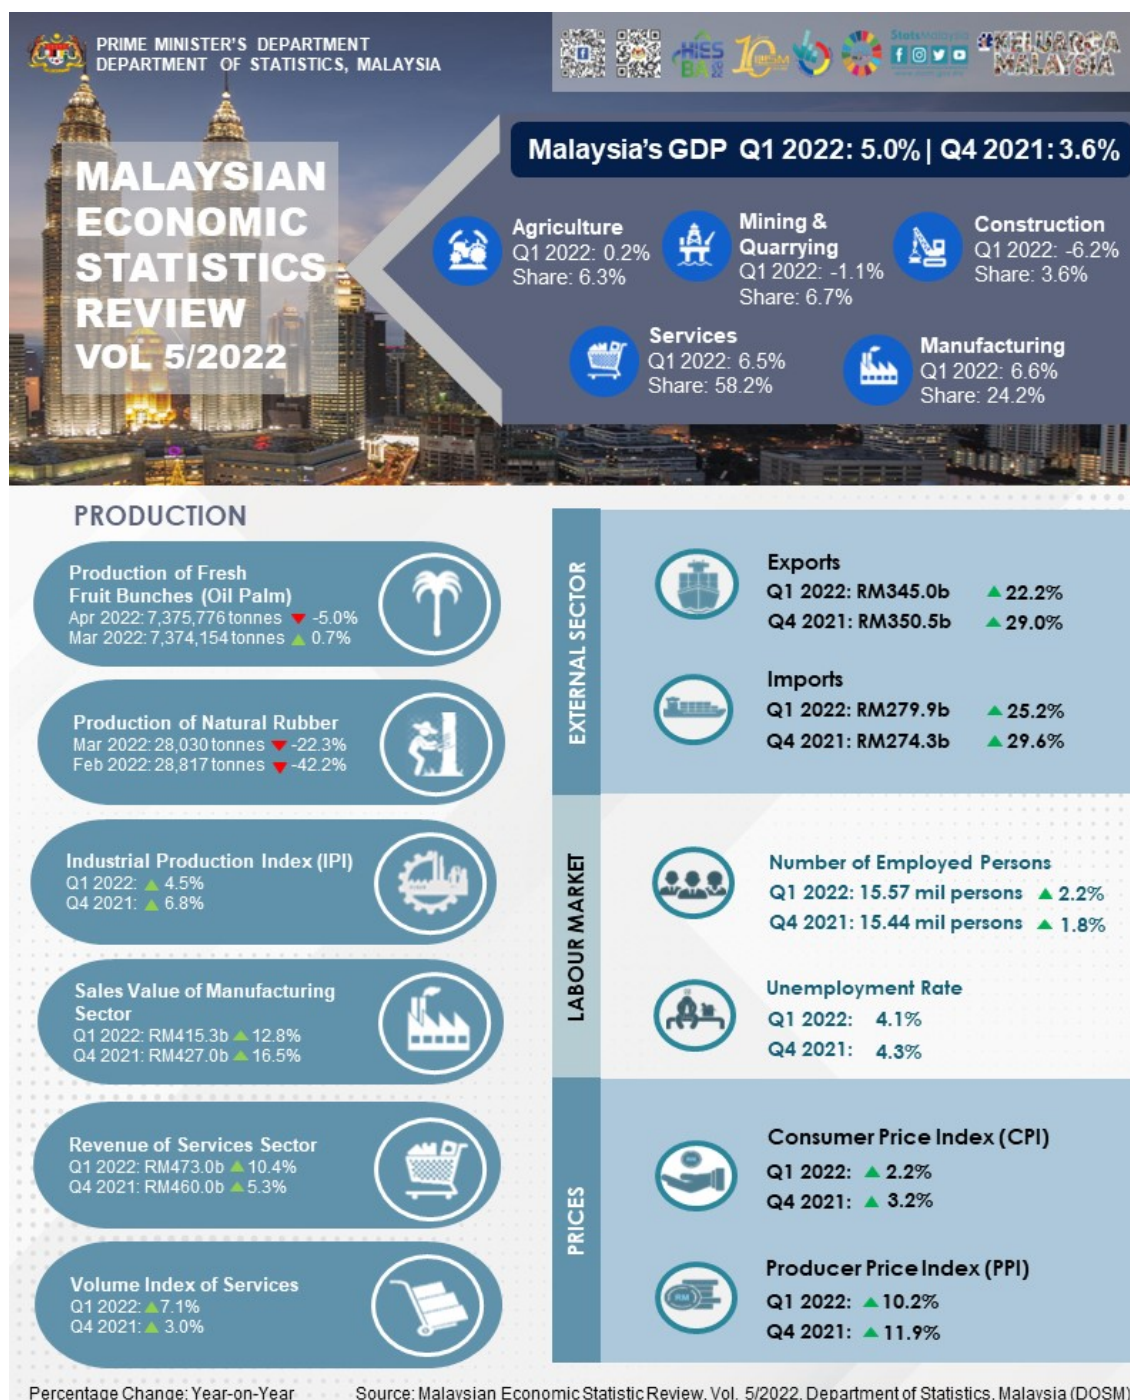 PRIME MINISTER'S DEPARTMENT
DEPARTMENT OF STATISTICS, MALAYSIA
StatsMalaysia
#KELUARGA
MALAYSIA
MALAYSIAN
ECONOMIC
STATISTICS
REVIEW
VOL 5/2022
Malaysia's GDP Q1 2022: 5.0% | Q4 2021: 3.6%
Agriculture
Q1 2022: 0.2%
Share: 6.3%
Mining &
Quarrying
Q1 2022: -1.1%
Share: 6.7%
Construction
Q1 2022: -6.2%
Share: 3.6%
Services
Q1 2022: 6.5%
Share: 58.2%
Manufacturing
Q1 2022: 6.6%
Share: 24.2%
PRODUCTION
Production of Fresh
Fruit Bunches (Oil Palm)
Apr 2022: 7,375,776 tonnes ▼ -5.0%
Mar 2022: 7,374,154 tonnes ▲ 0.7%
Production of Natural Rubber
Mar 2022: 28,030 tonnes ▼ -22.3%
Feb 2022: 28,817 tonnes ▼ -42.2%
Industrial Production Index (IPI)
Q1 2022: ▲ 4.5%
Q4 2021: ▲ 6.8%
Sales Value of Manufacturing
Sector
Q1 2022: RM415.3b ▲ 12.8%
Q4 2021: RM427.0b ▲ 16.5%
Revenue of Services Sector
Q1 2022: RM473.0b ▲ 10.4%
Q4 2021: RM460.0b ▲ 5.3%
Volume Index of Services
Q1 2022: ▲ 7.1%
Q4 2021: ▲ 3.0%
EXTERNAL SECTOR
Exports
Q1 2022: RM345.0b ▲ 22.2%
Q4 2021: RM350.5b ▲ 29.0%
Imports
Q1 2022: RM279.9b ▲ 25.2%
Q4 2021: RM274.3b ▲ 29.6%
LABOUR MARKET
Number of Employed Persons
Q1 2022: 15.57 mil persons ▲ 2.2%
Q4 2021: 15.44 mil persons ▲ 1.8%
Unemployment Rate
Q1 2022: 4.1%
Q4 2021: 4.3%
PRICES
Consumer Price Index (CPI)
Q1 2022: ▲ 2.2%
Q4 2021: ▲ 3.2%
Producer Price Index (PPI)
RM
Q1 2022: ▲ 10.2%
Q4 2021: ▲ 11.9%
Percentage Change: Year-on-Year
Source: Malaysian Economic Statistic Review, Vol. 5/2022, Department of Statistics, Malaysia (DOSM)